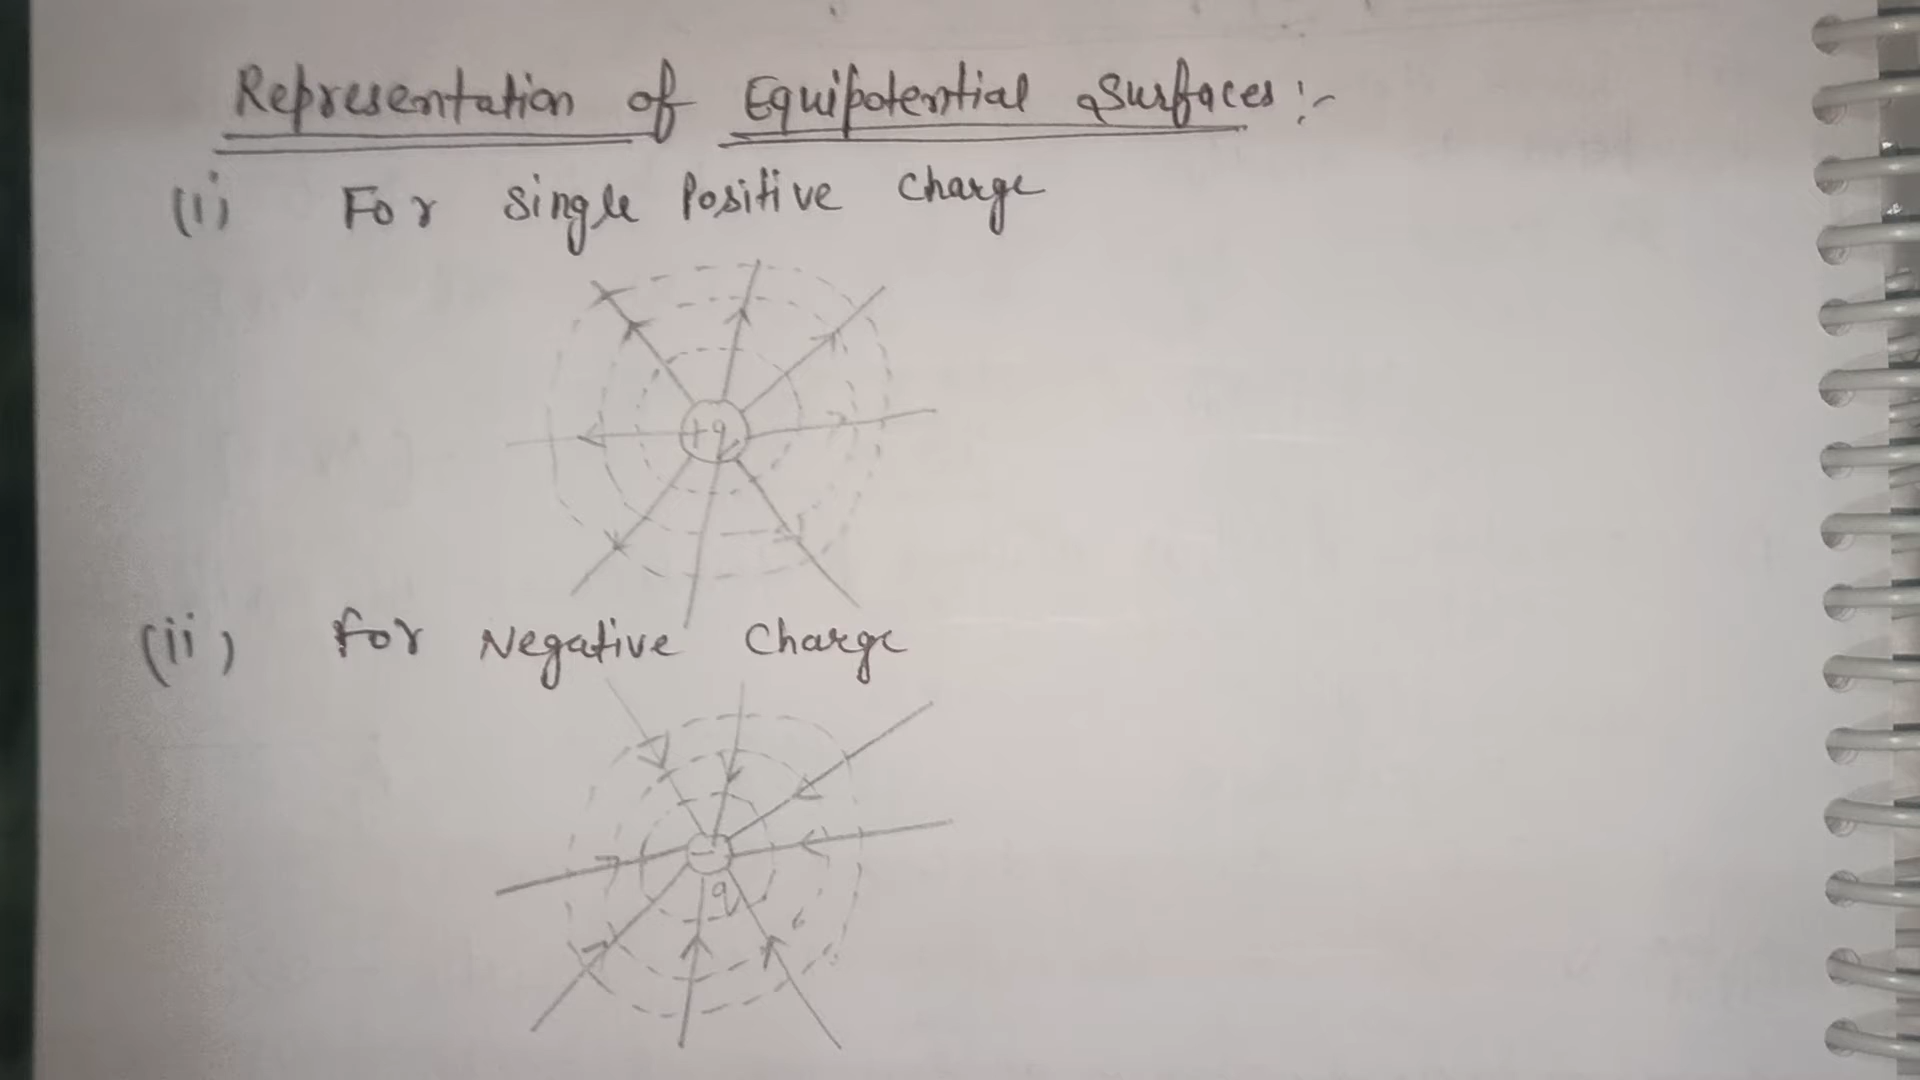 Representation of Equipotential Surfaces :-
(i) For Single Positive Charge
+q
(ii) For Negative Charge
-
q